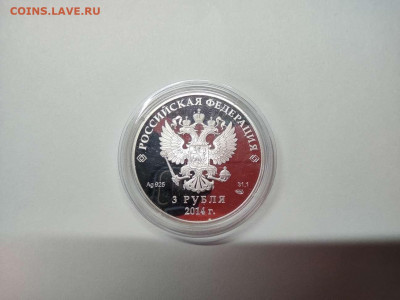 COINS.LAVE.RU
РОССИЙСКАЯ ФЕДЕРАЦИЯ
Ag 925
31,1
3 РУБЛЯ
2014 г.